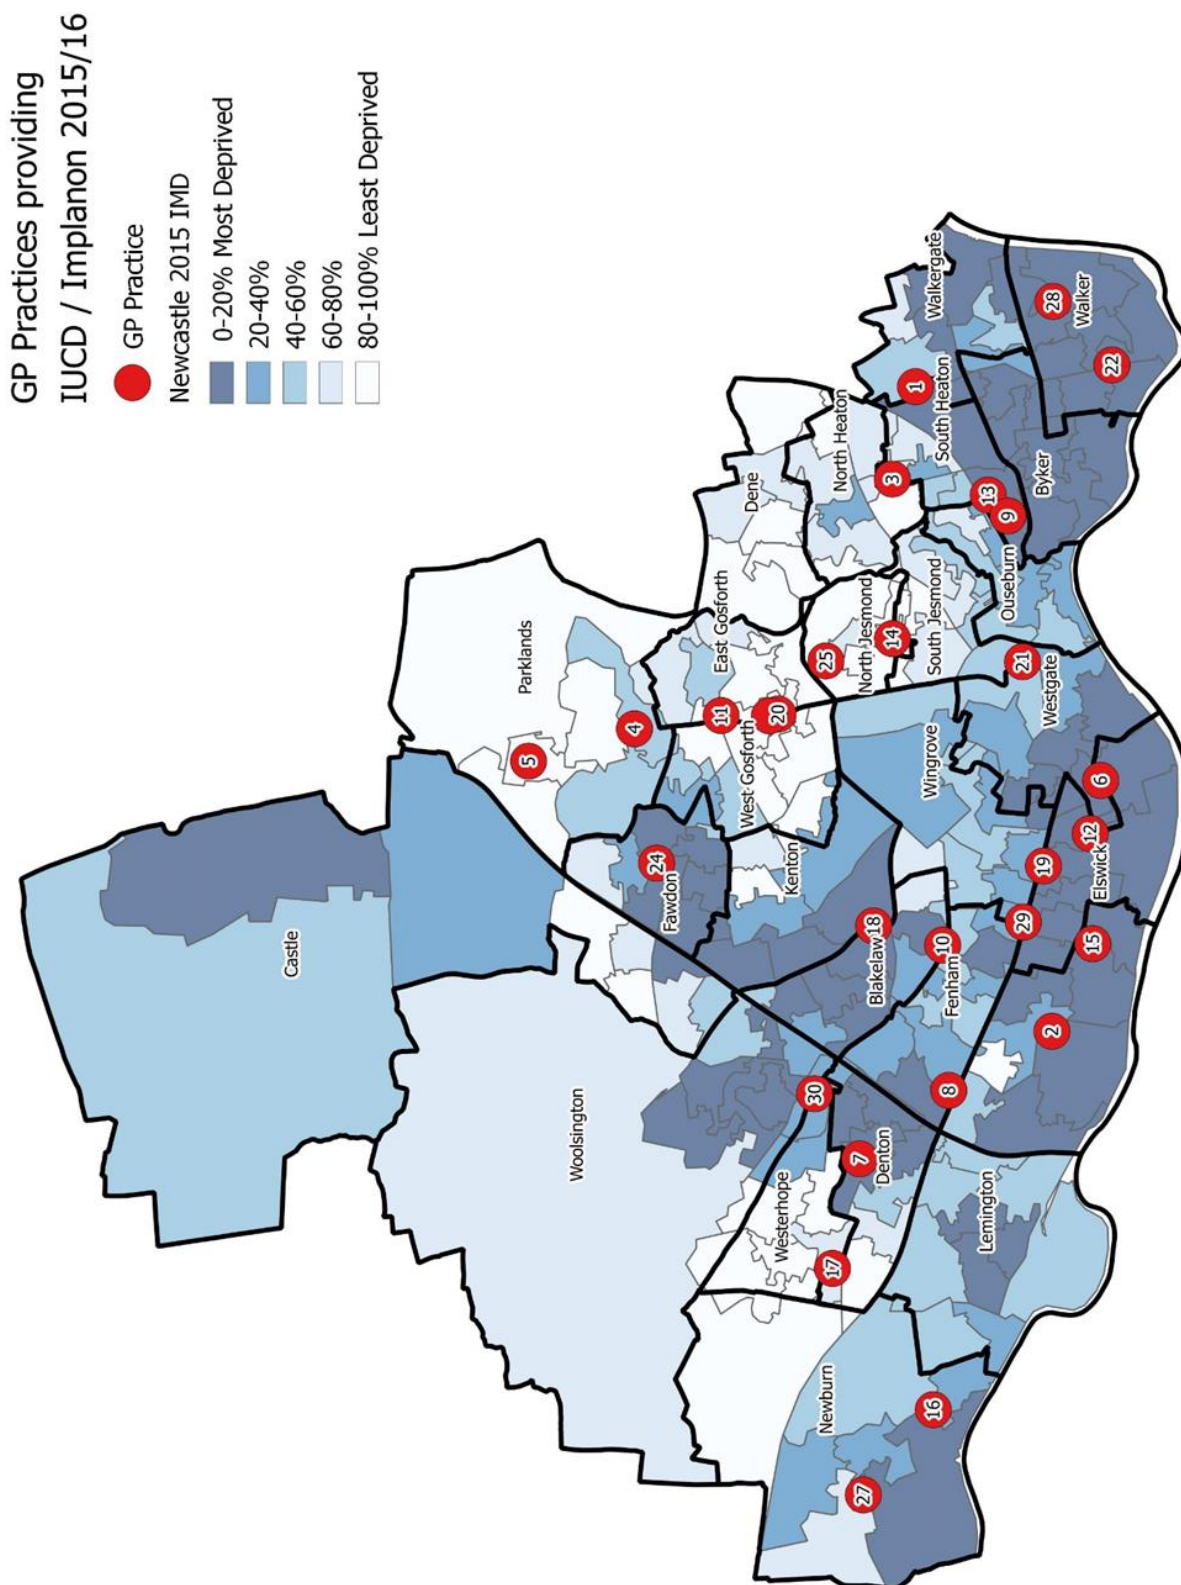 GP Practices providing
IUCD / Implanon 2015/16
GP Practice
Newcastle 2015 IMD
0-20% Most Deprived
20-40%
40-60%
60-80%
80-100% Least Deprived
Castle
Parklands
5
4
Woolsington
Fawdon
24
East Gosforth
11
West Gosforth
20
Dene
Kenton
North Heaton
25
North Jesmond
14
3
1
Walkergate
South Heaton
South Jesmond
Blakelaw
18
Wingrove
30
Westerhope
7
Denton
17
10
Fenham
8
13
9
Ouseburn
Byker
28
Walker
22
21
Westgate
Newburn
27
16
Lemington
2
29
15
19
12
Elswick
6